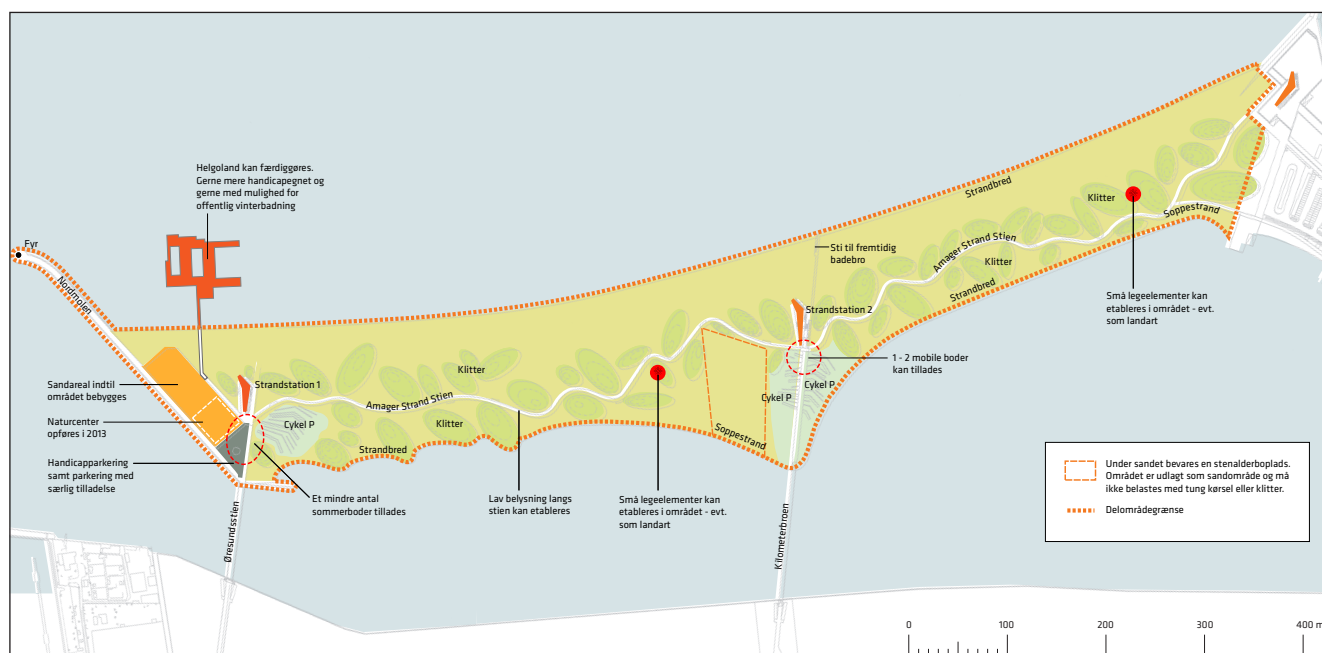 Helgoland kan færdiggøres.
Gerne mere handicapegnet og
gerne med mulighed for
offentlig vinterbadning
Fyr
Nordmolen
Strandbred
Klitter
Soppestrand
Sti til fremtidig
badebro
Amager Strand Stien
Klitter
Strandbred
Små legeelementer kan
etableres i området - evt.
som landart
Strandstation 2
1 - 2 mobile boder
kan tillades
Cykel P
Cykel P
Sandareal indtil
området bebygges
Strandstation 1
Klitter
Amager Strand Stien
Naturcenter
opføres i 2013
Cykel P
Klitter
Strandbred
Soppestrand
Handicapparkering
samt parkering med
særlig tilladelse
Et mindre antal
sommerboder tillades
Lav belysning langs
stien kan etableres
Små legeelementer kan
etableres i området - evt.
som landart
Øresundsstien
Kilometerbroen
Under sandet bevares en stenalderboplads.
Området er udlagt som sandområde og må
ikke belastes med tung kørsel eller klitter.
Delområdegrænse
0 100 200 300 400 m